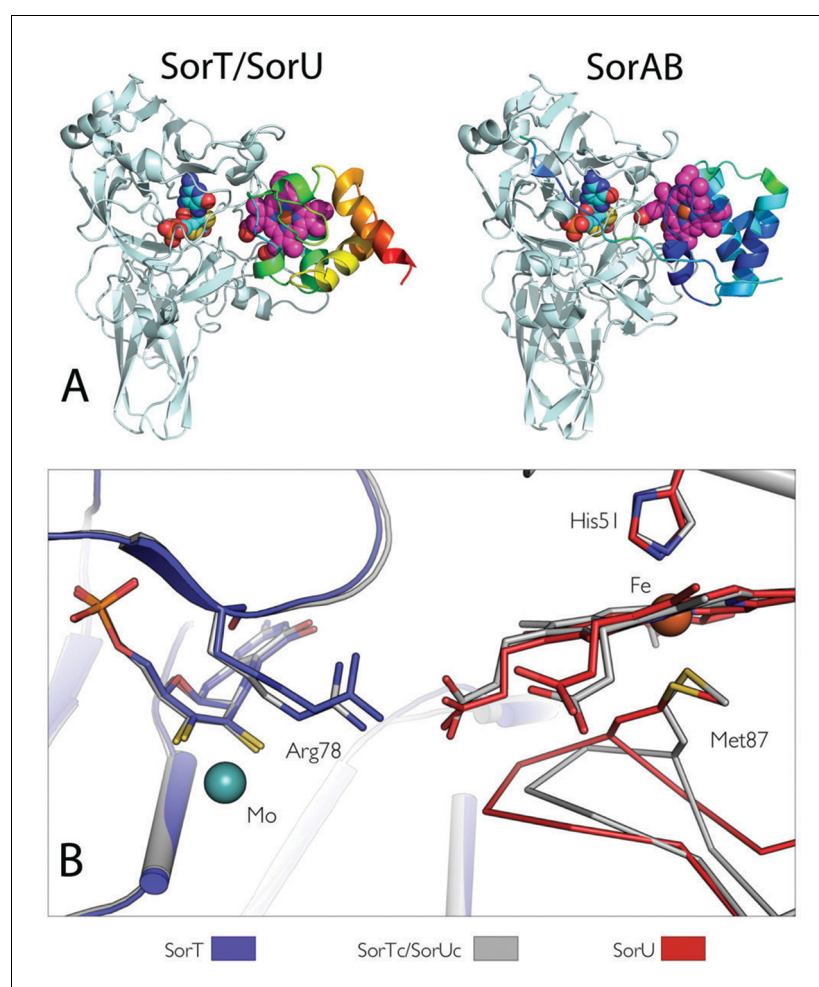 SorT/SorU SorAB
A
His51
Fe
Arg78
Met87
Mo
B
SorT SorTc/SorUc SorU